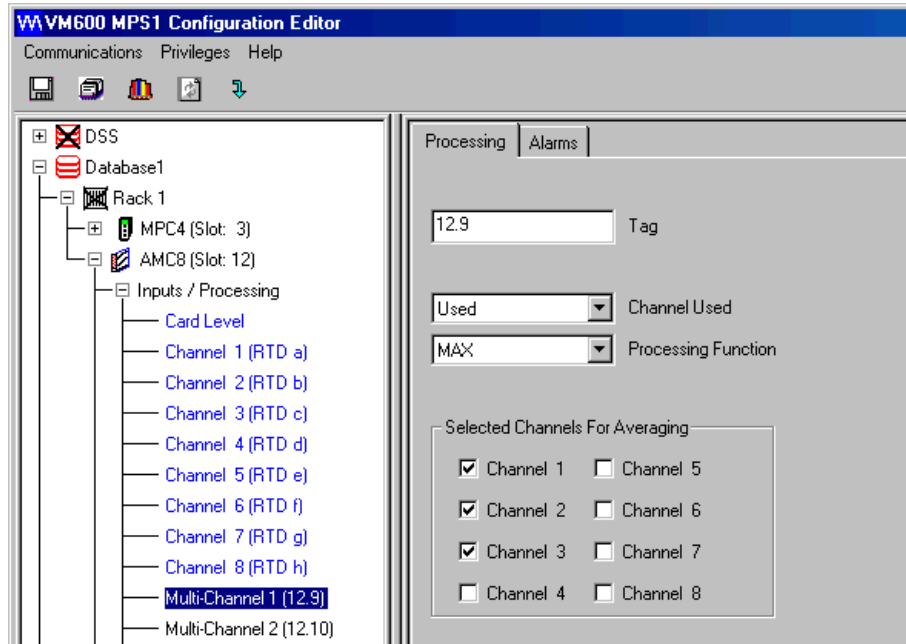 VM600 MPS1 Configuration Editor
Communications Privileges Help
DSS
Database1
Rack 1
MPC4 (Slot: 3)
AMC8 (Slot: 12)
Inputs / Processing
Card Level
Channel 1 (RTD a)
Channel 2 (RTD b)
Channel 3 (RTD c)
Channel 4 (RTD d)
Channel 5 (RTD e)
Channel 6 (RTD f)
Channel 7 (RTD g)
Channel 8 (RTD h)
Multi-Channel 1 (12.9)
Multi-Channel 2 (12.10)
Processing Alarms
12.9 Tag
Used Channel Used
MAX Processing Function
Selected Channels For Averaging
Channel 1 Channel 5
Channel 2 Channel 6
Channel 3 Channel 7
Channel 4 Channel 8